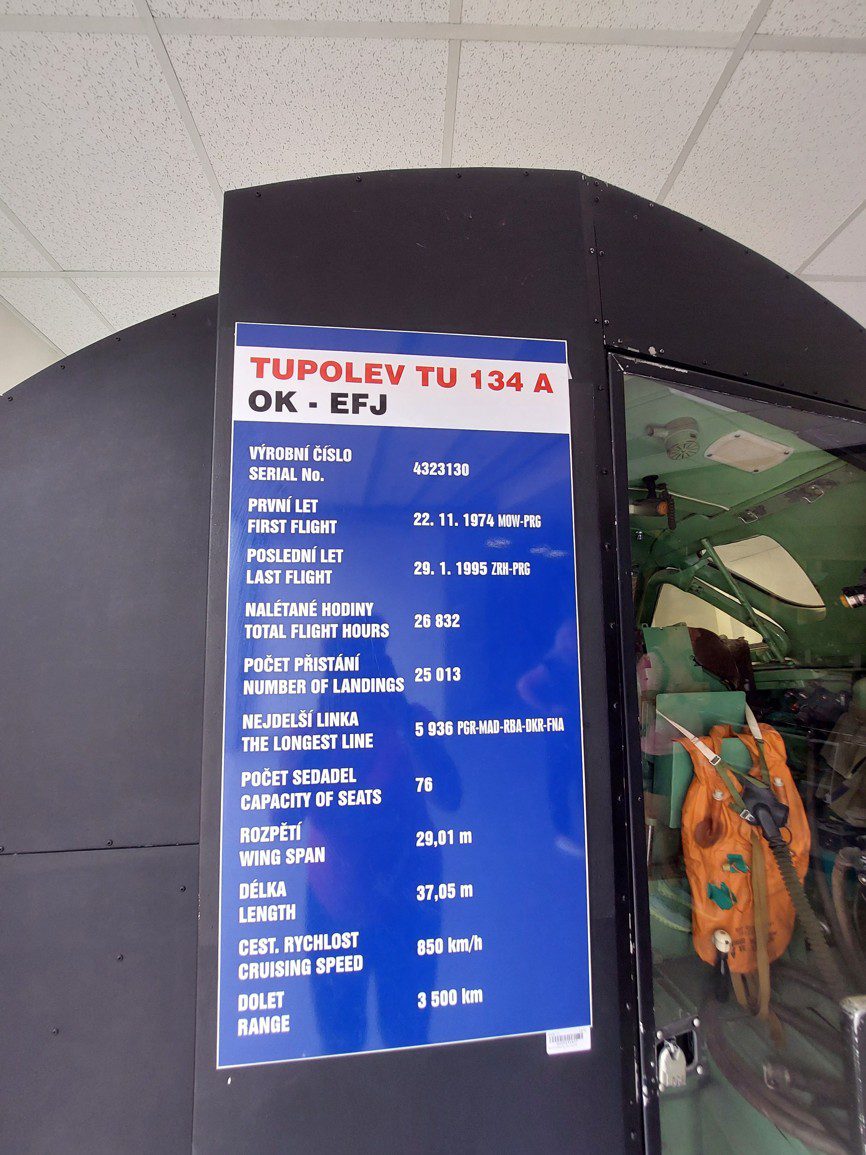 TUPOLEV TU 134 A
OK - EFJ
VÝROBNÍ ČÍSLO
SERIAL No. 4323130
PRVNÍ LET
FIRST FLIGHT 22. 11. 1974 MOW-PRG
POSLEDNÍ LET
LAST FLIGHT 29. 1. 1995 ZRH-PRG
NALÉTANÉ HODINY
TOTAL FLIGHT HOURS 26 832
POČET PŘISTÁNÍ
NUMBER OF LANDINGS 25 013
NEJDELŠÍ LINKA
THE LONGEST LINE 5 936 PGR-MAD-RBA-DKR-FNA
POČET SEDADEL
CAPACITY OF SEATS 76
ROZPĚTÍ
WING SPAN 29,01 m
DÉLKA
LENGTH 37,05 m
CEST. RYCHLOST
CRUISING SPEED 850 km/h
DOLET
RANGE 3 500 km